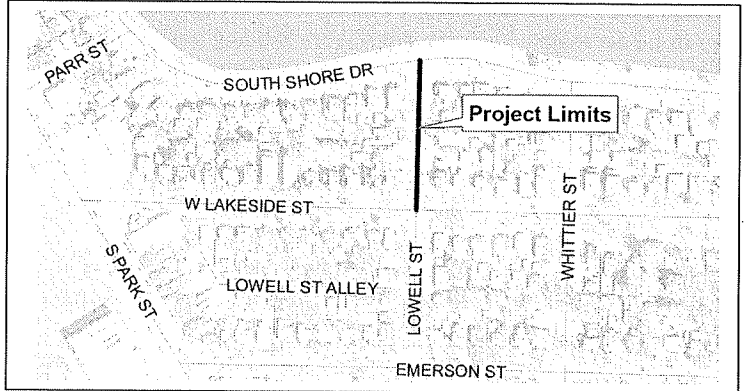 PARR ST
SOUTH SHORE DR
Project Limits
W LAKESIDE ST
WHITTIER ST
S PARK ST
LOWELL ST
LOWELL ST ALLEY
EMERSON ST